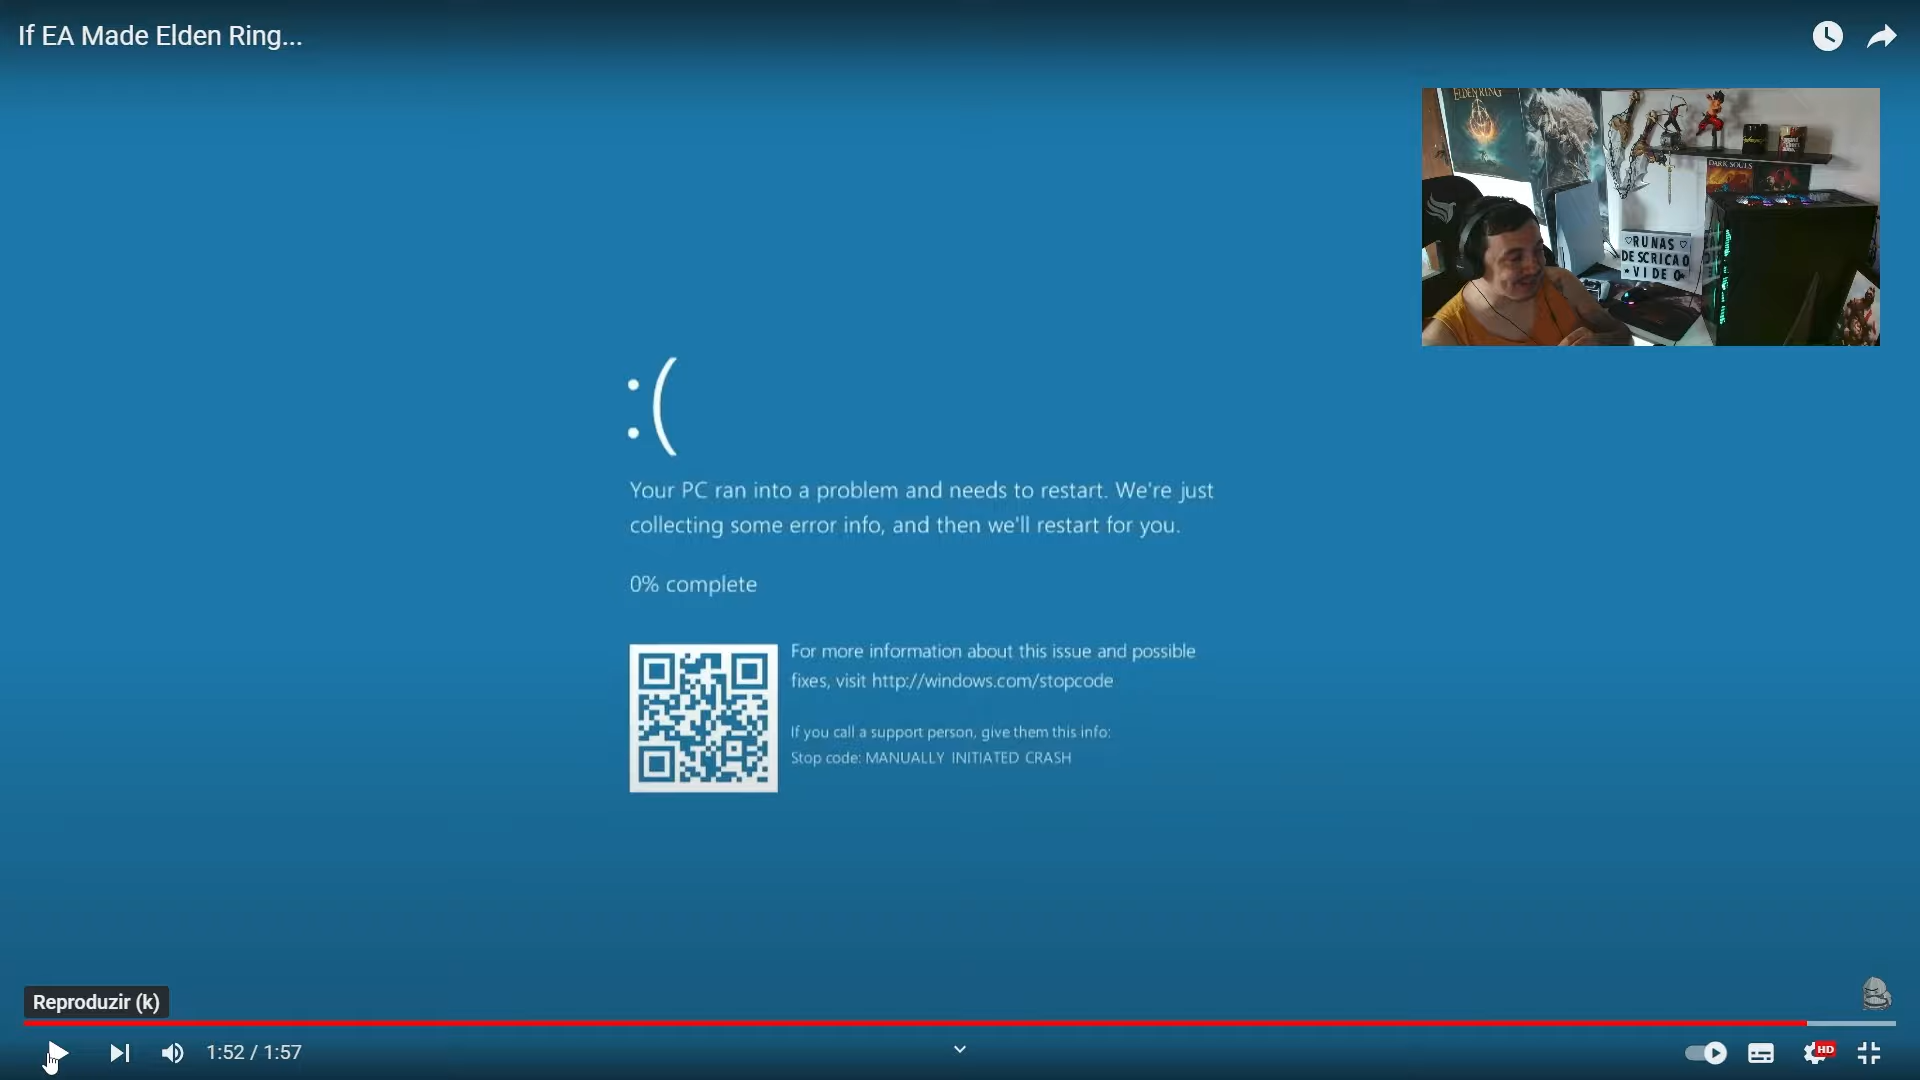 If EA Made Elden Ring...
ELDEN RING
DARK SOULS
♡RUNAS♡
DESCRICAO
★VIDEO★
:(
Your PC ran into a problem and needs to restart. We're just
collecting some error info, and then we'll restart for you.
0% complete
For more information about this issue and possible
fixes, visit http://windows.com/stopcode
If you call a support person, give them this info:
Stop code: MANUALLY INITIATED CRASH
Reproduzir (k)
1:52 / 1:57
HD